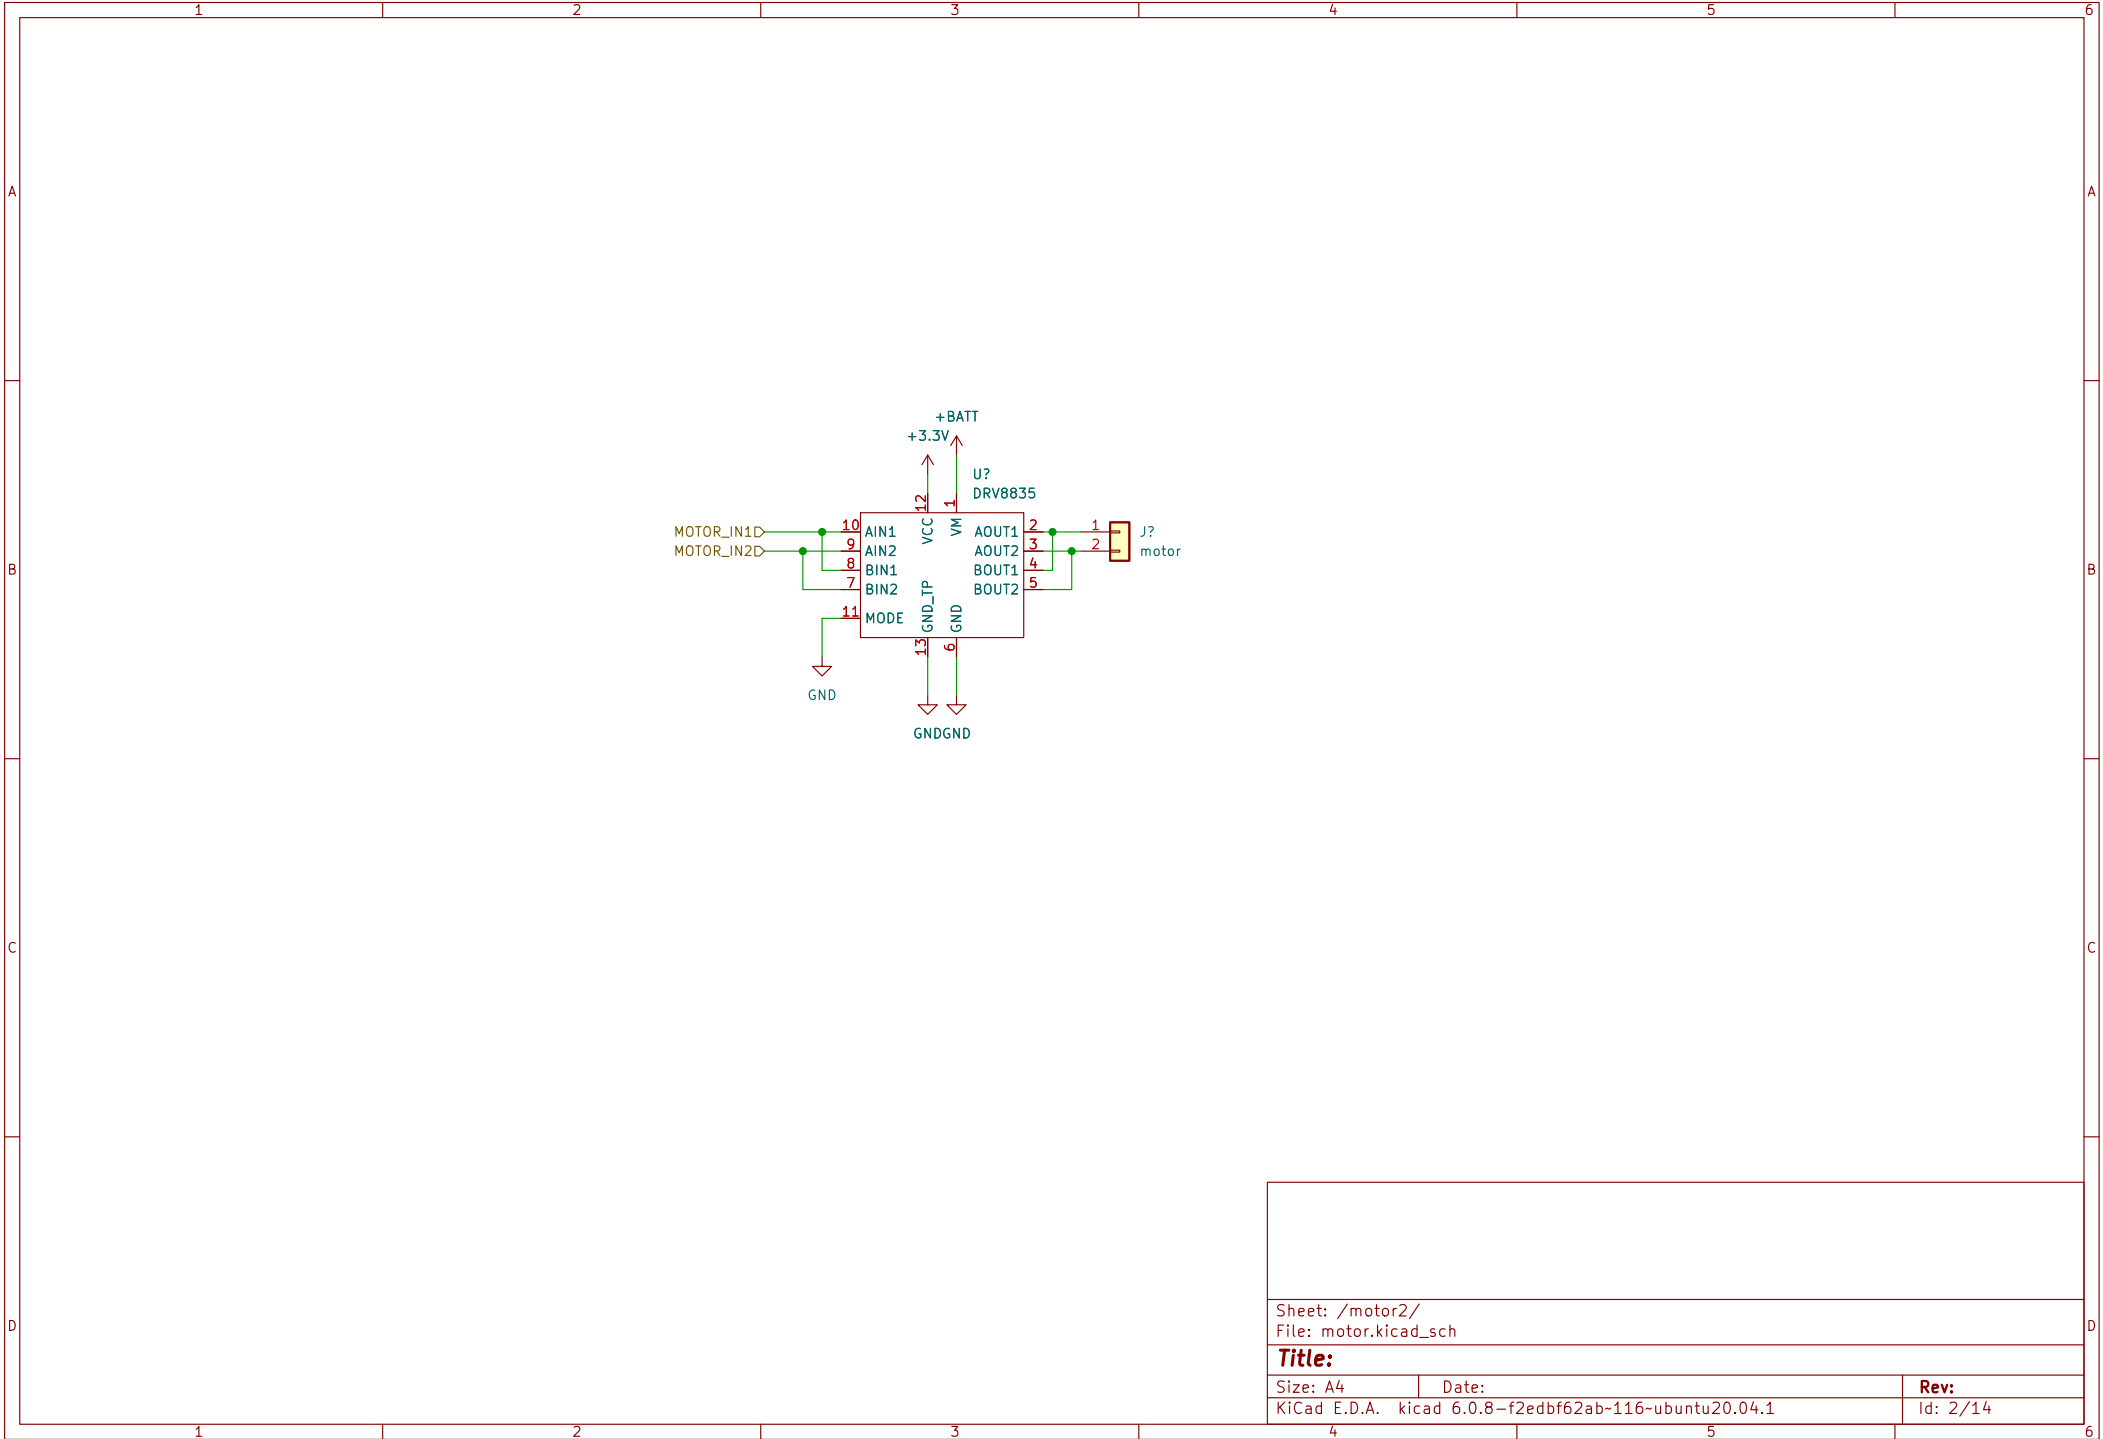 1 2 3 4 5 6
A A
+BATT
+3.3V
U?
DRV8835
12 1
VCC VM
MOTOR_IN1 10 AIN1 AOUT1 2 1 J?
MOTOR_IN2 9 AIN2 AOUT2 3 2 motor
8 BIN1 BOUT1 4
B B
7 BIN2 BOUT2 5
11 MODE GND_TP GND
13 6
GND
GND GND
C C
Sheet: /motor2/
File: motor.kicad_sch
D D
Title:
Size: A4 Date: Rev:
KiCad E.D.A. kicad 6.0.8-f2edbf62ab~116~ubuntu20.04.1 Id: 2/14
1 2 3 4 5 6